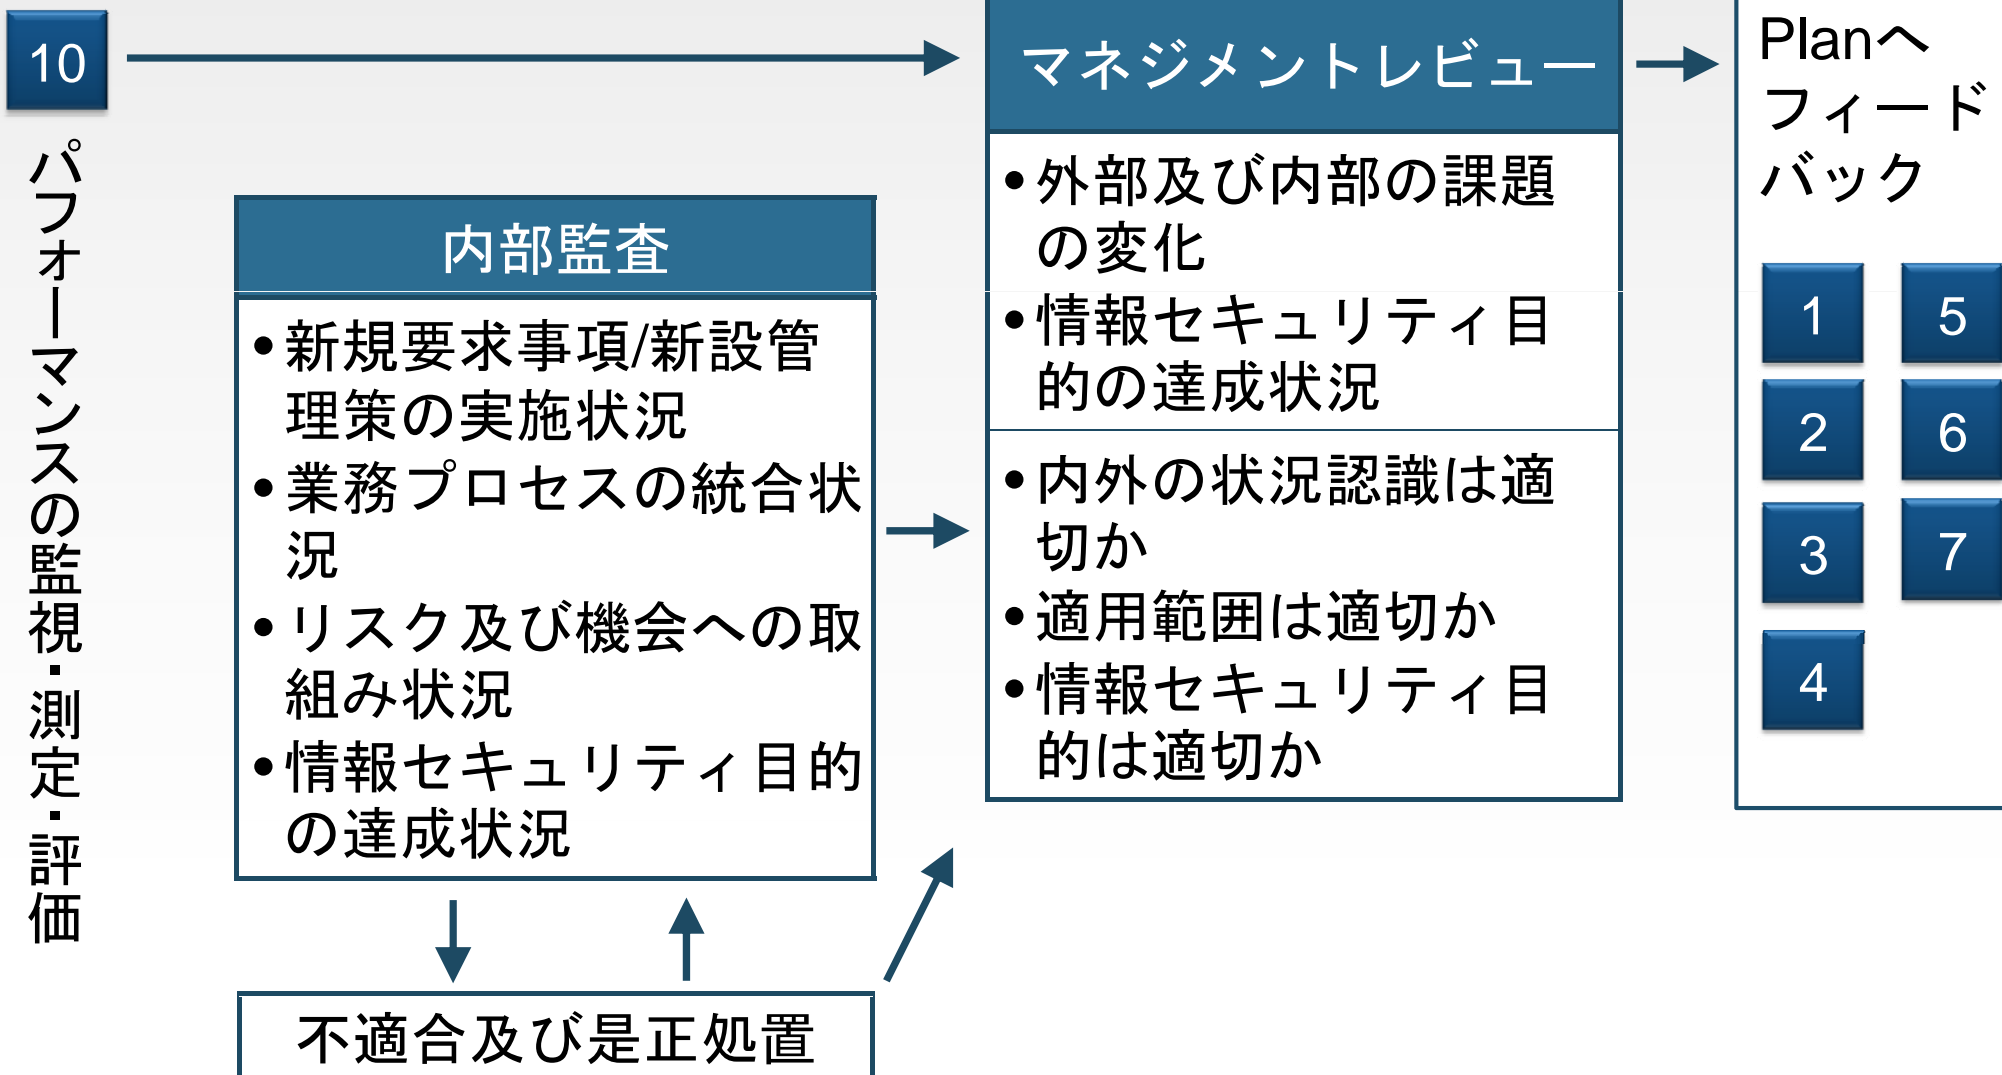 10
パフォーマンスの監視・測定・評価
内部監査
•新規要求事項/新設管
理策の実施状況
•業務プロセスの統合状
況
•リスク及び機会への取
組み状況
•情報セキュリティ目的
の達成状況
不適合及び是正処置
マネジメントレビュー
•外部及び内部の課題
の変化
•情報セキュリティ目
的の達成状況
•内外の状況認識は適
切か
•適用範囲は適切か
•情報セキュリティ目
的は適切か
Planへ
フィード
バック
1 5
2 6
3 7
4